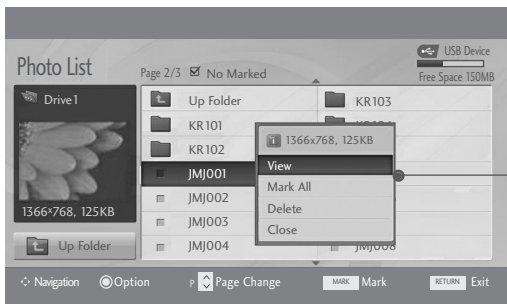 USB Device
Photo List
Page 2/3 No Marked
Free Space 150MB
Drive1
1366×768, 125KB
Up Folder
Up Folder
KR101
KR102
JMJ001
JMJ002
JMJ003
JMJ004
KR103
JMJ008
1366x768, 125KB
View
Mark All
Delete
Close
Navigation Option P Page Change MARK Mark RETURN Exit